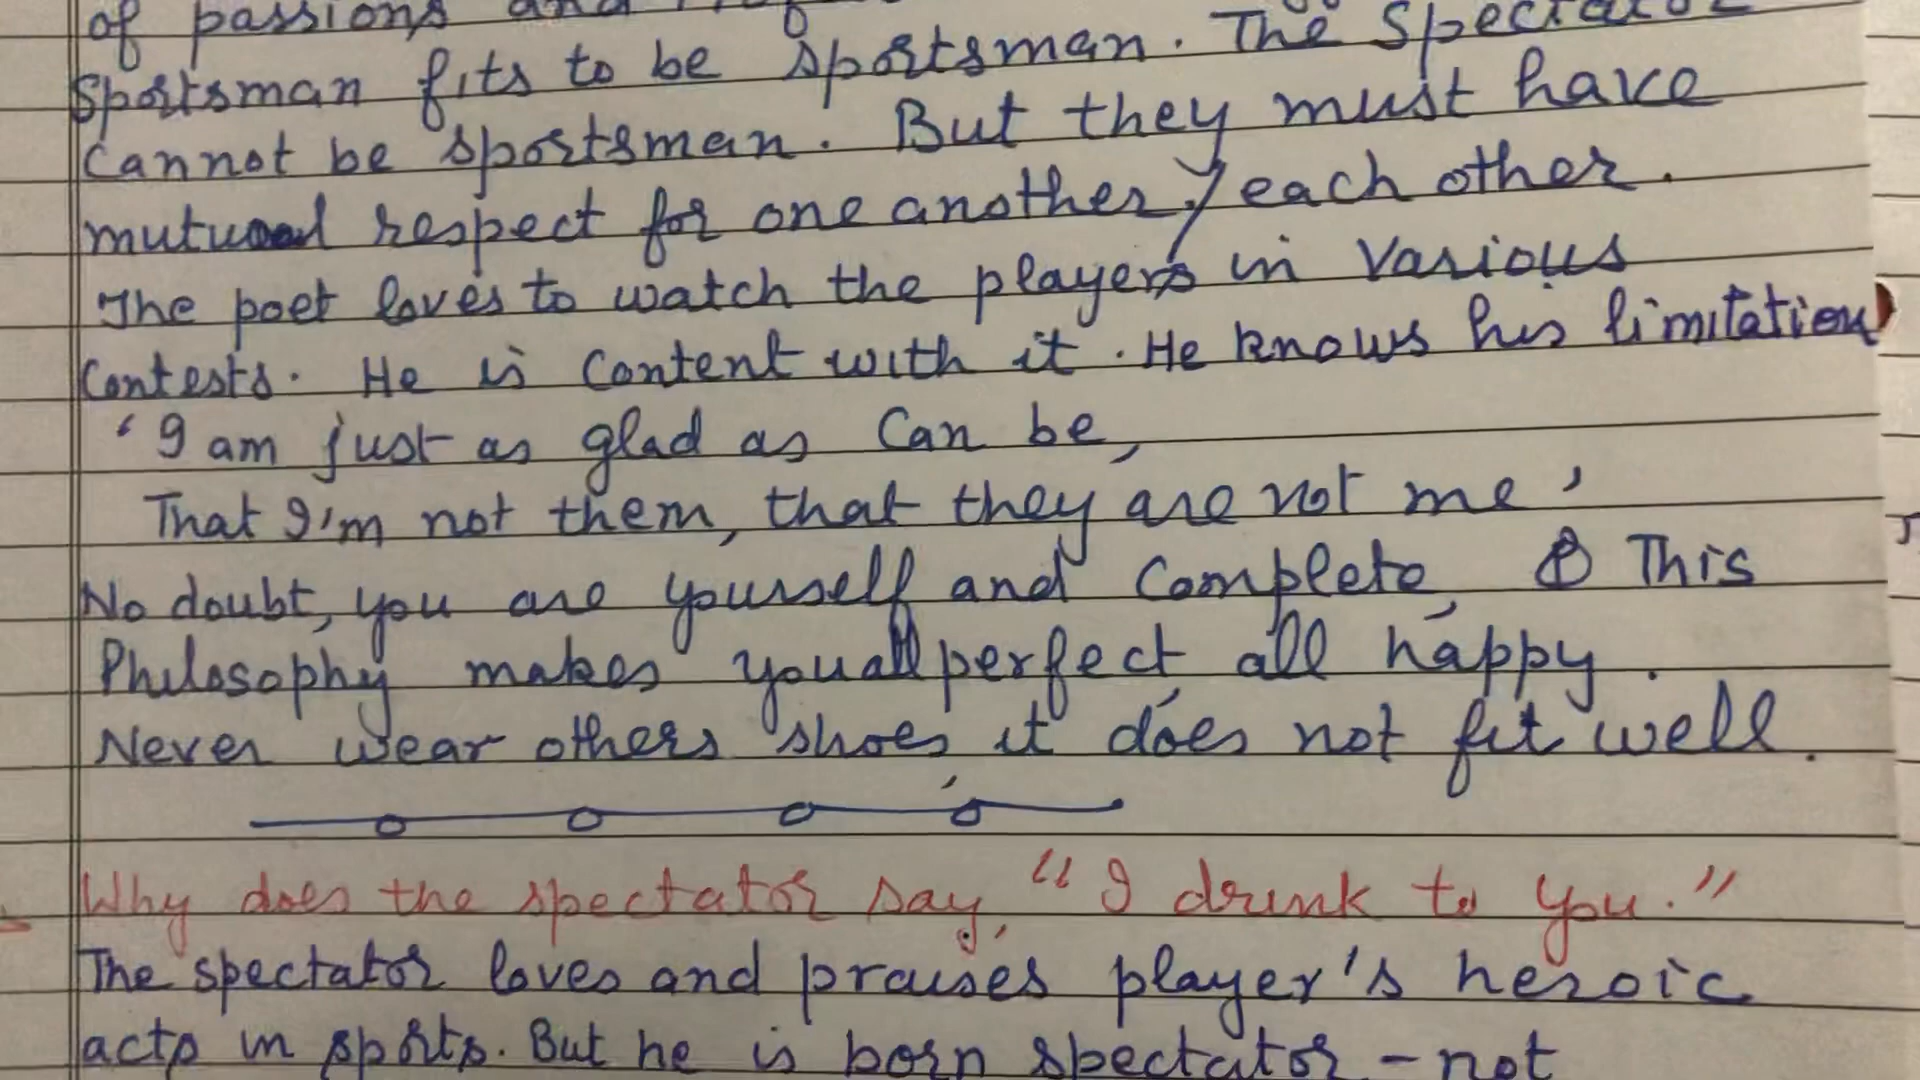 of passions and
Sportsman fits to be sportsman. The Spectator
Cannot be sportsman. But they must have
mutual respect for one another / each other.
The poet loves to watch the players in various
Contests. He is content with it. He knows his limitation
'I am just as glad as can be,
That I'm not them, that they are not me'
No doubt, you are yourself and Complete, This
Philosophy makes you all perfect all happy.
Never wear others shoes, it does not fit well.
Why does the spectator say, "I drink to you."
The spectator loves and praises player's heroic
acts in sports. But he is born spectator - not